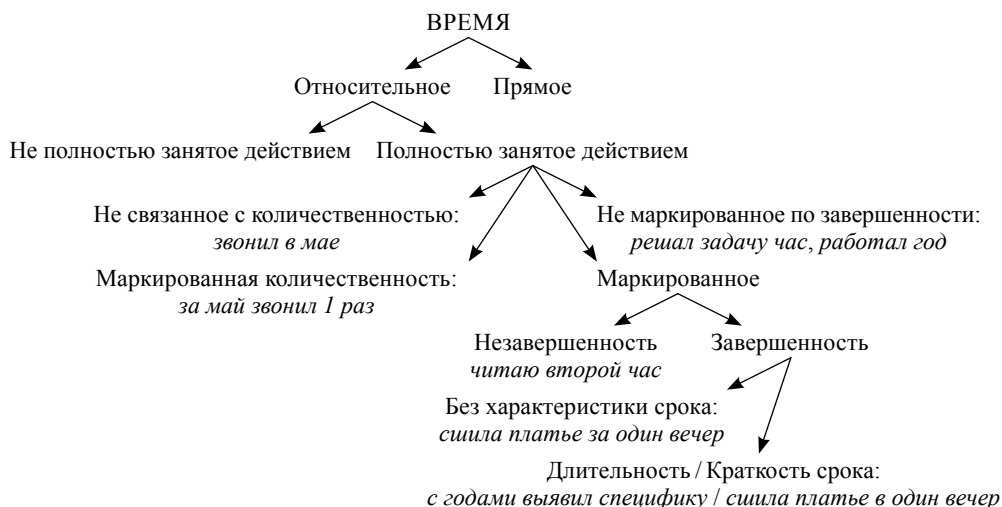 ВРЕМЯ
Относительное Прямое
Не полностью занятое действием Полностью занятое действием
Не связанное с количественностью: Не маркированное по завершенности:
звонил в мае решал задачу час, работал год
Маркированная количественность: Маркированное
за май звонил 1 раз
Незавершенность Завершенность
читаю второй час
Без характеристики срока:
сшила платье за один вечер
Длительность / Краткость срока:
с годами выявил специфику / сшила платье в один вечер